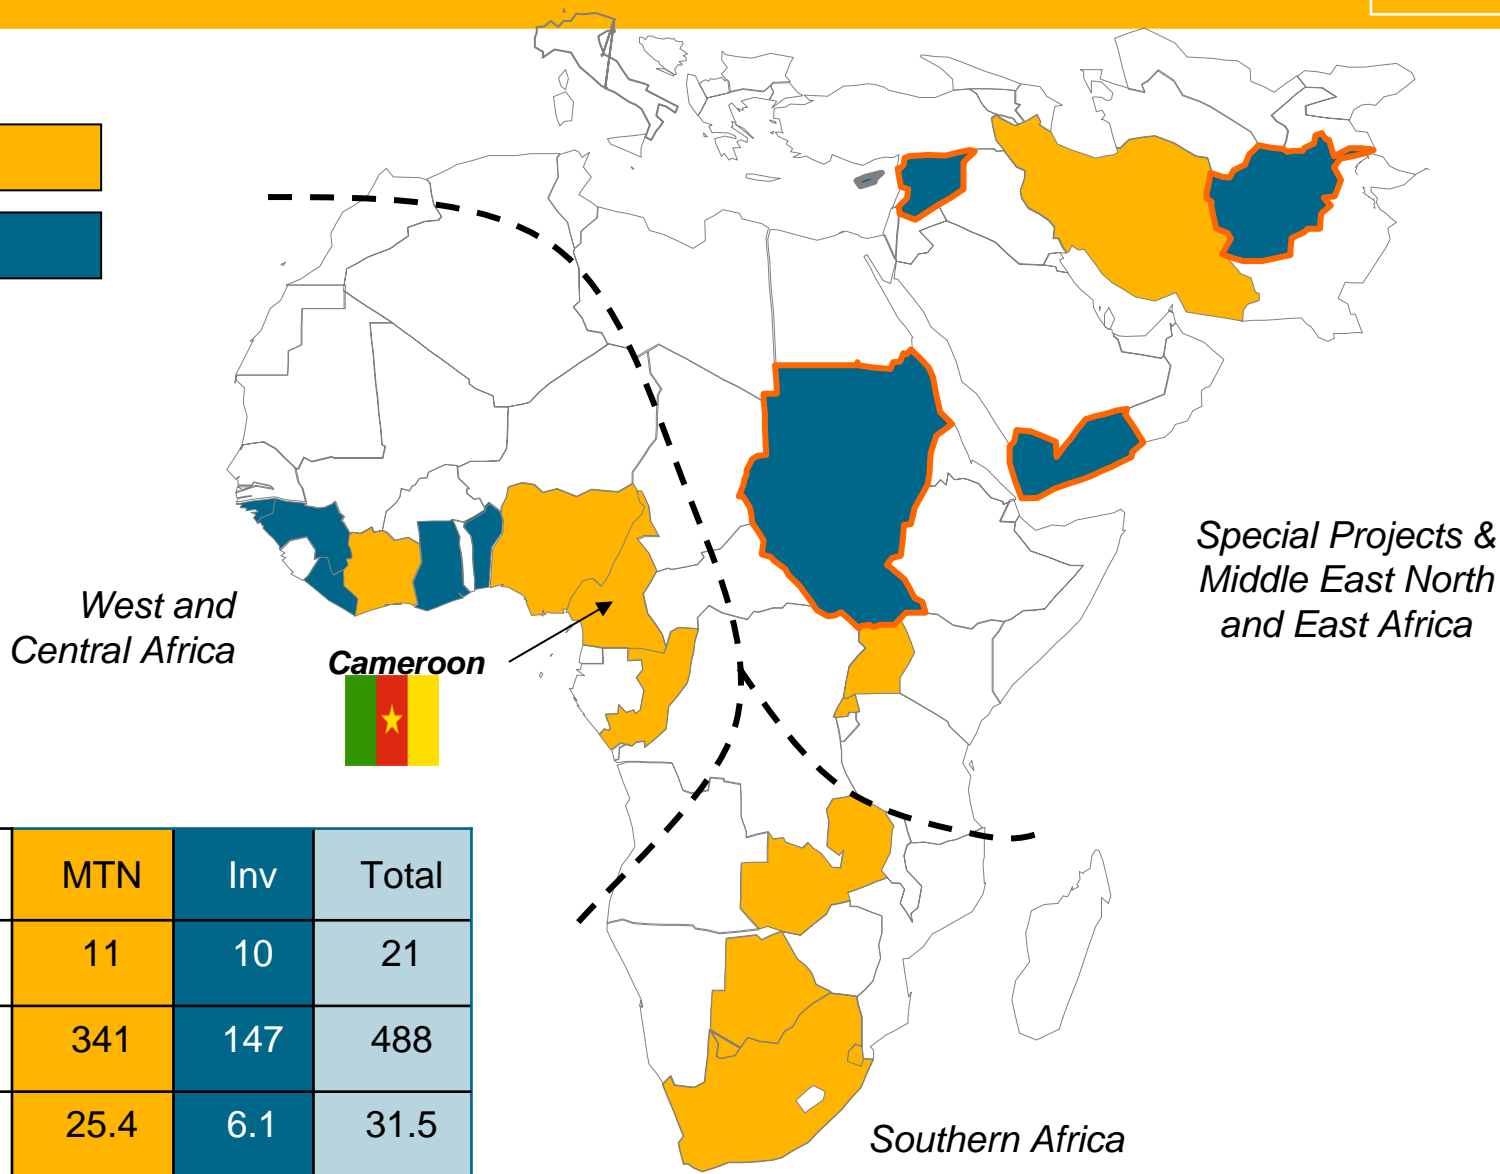 Special Projects &
Middle East North
and East Africa
West and
Central Africa
Cameroon
MTN Inv Total
11 10 21
341 147 488
25.4 6.1 31.5
Southern Africa